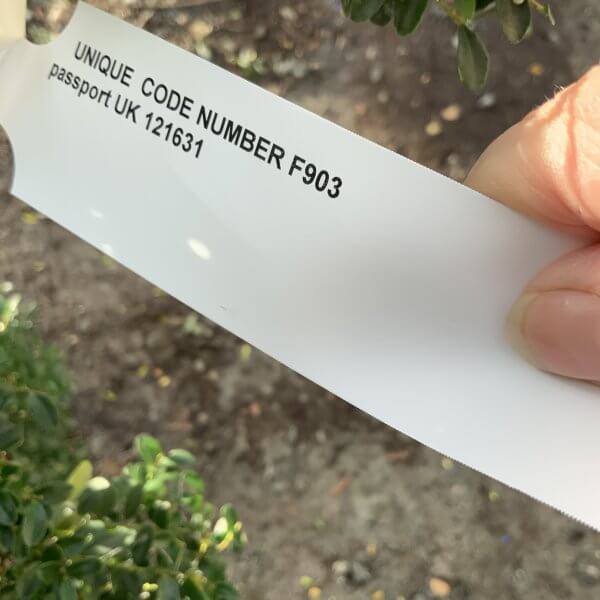 UNIQUE CODE NUMBER F903
passport UK 121631